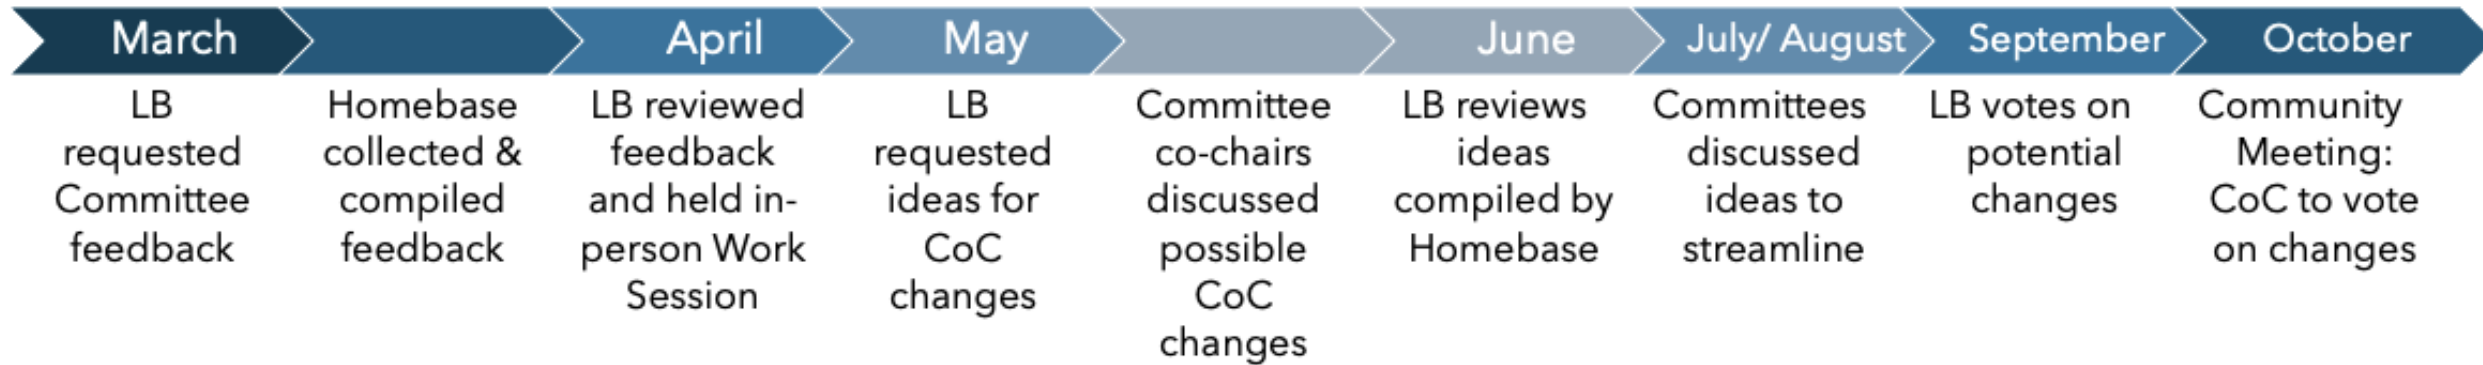 March
LB
requested
Committee
feedback
Homebase
collected &
compiled
feedback
April
LB reviewed
feedback
and held in-
person Work
Session
May
LB
requested
ideas for
CoC
changes
Committee
co-chairs
discussed
possible
CoC
changes
June
LB reviews
ideas
compiled by
Homebase
July/ August
Committees
discussed
ideas to
streamline
September
LB votes on
potential
changes
October
Community
Meeting:
CoC to vote
on changes